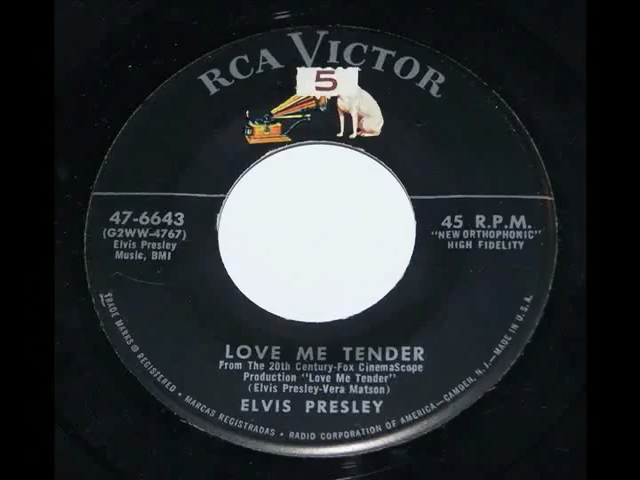 RCA VICTOR
5
47-6643
(G2WW-4767)
Elvis Presley
Music, BMI
45 R.P.M.
"NEW ORTHOPHONIC"
HIGH FIDELITY
LOVE ME TENDER
From The 20th Century-Fox CinemaScope
Production "Love Me Tender"
(Elvis Presley-Vera Matson)
ELVIS PRESLEY
TRADE MARKS ® REGISTERED • MARCAS REGISTRADAS • RADIO CORPORATION OF AMERICA—CAMDEN, N.J.—MADE IN U.S.A.